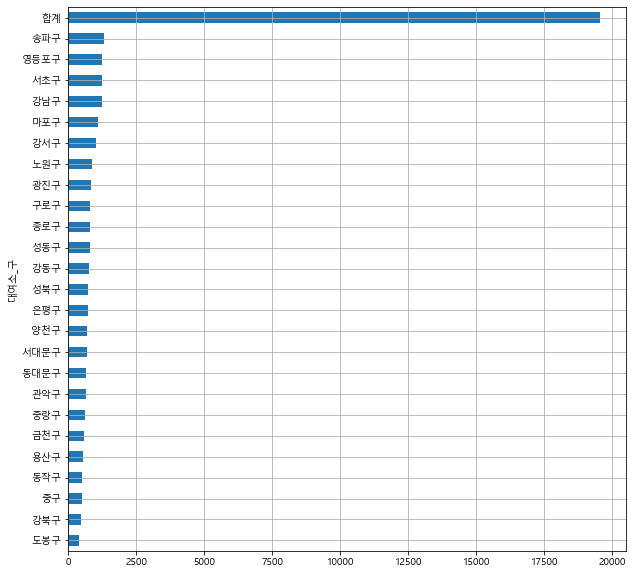 합계
송파구
영등포구
서초구
강남구
마포구
강서구
노원구
광진구
구로구
종로구
성동구
강동구
성북구
은평구
양천구
서대문구
동대문구
관악구
중랑구
금천구
용산구
동작구
중구
강북구
도봉구
대여소_구
0 2500 5000 7500 10000 12500 15000 17500 20000